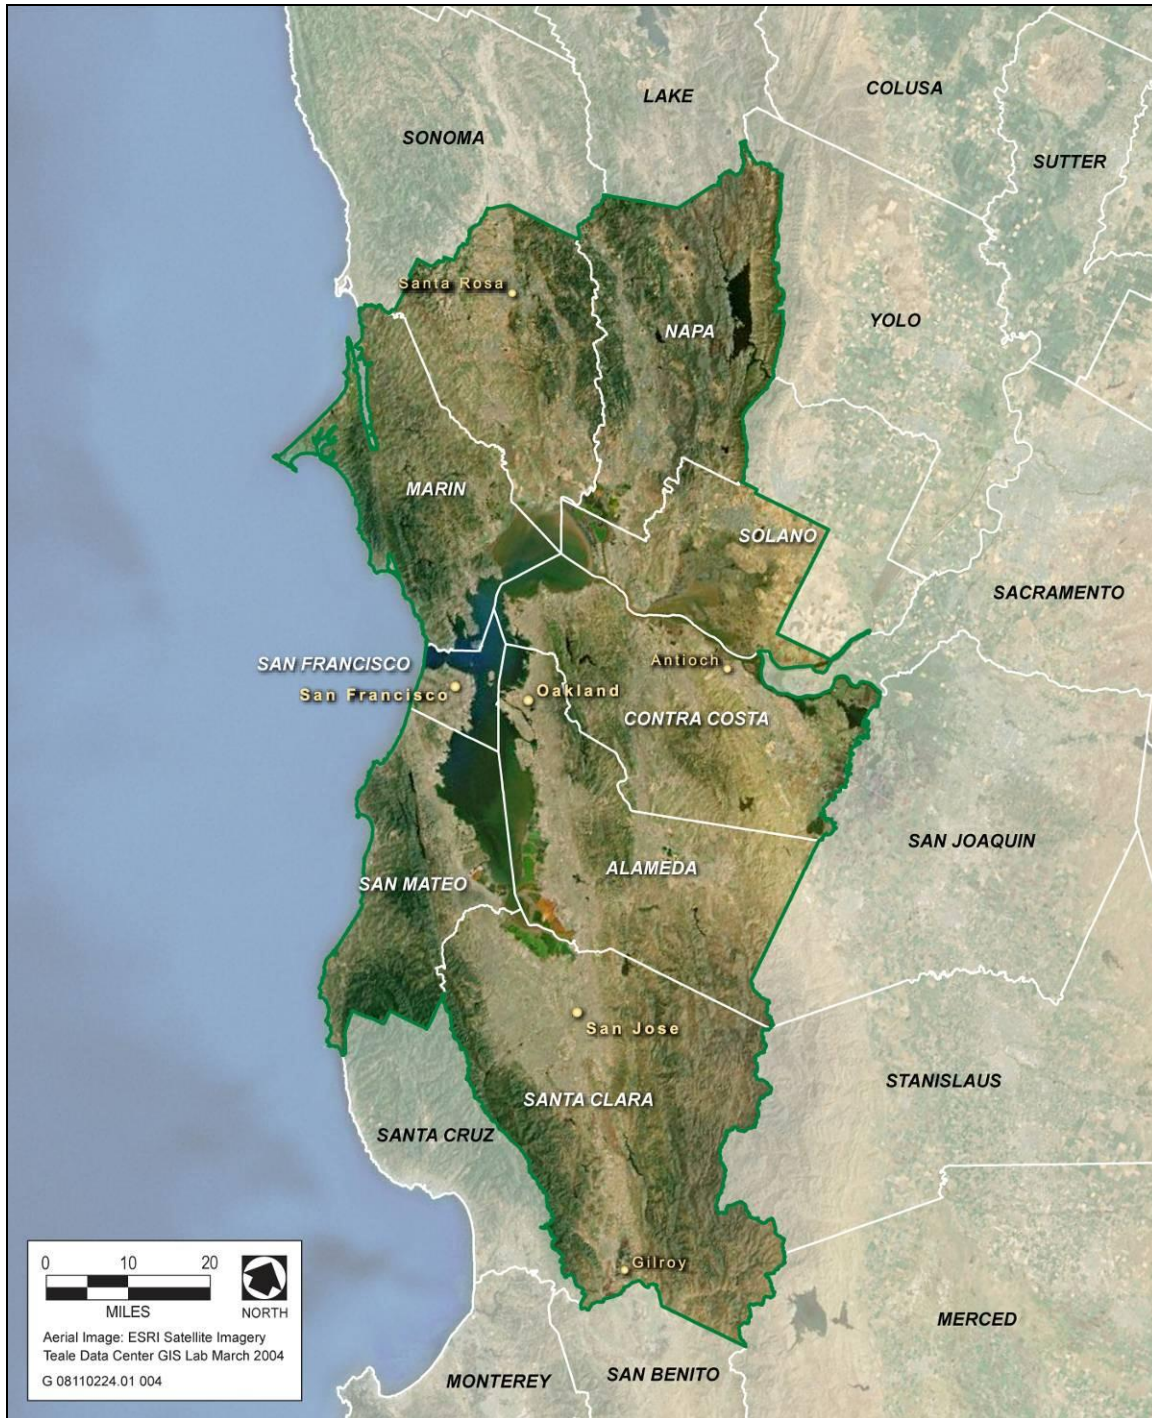 LAKE
COLUSA
SONOMA
SUTTER
Santa Rosa
NAPA
YOLO
MARIN
SOLANO
SACRAMENTO
SAN FRANCISCO
Antioch
San Francisco
Oakland
CONTRA COSTA
SAN JOAQUIN
ALAMEDA
SAN MATEO
San Jose
STANISLAUS
SANTA CLARA
SANTA CRUZ
Gilroy
MERCED
SAN BENITO
MONTEREY
0 10 20
MILES
NORTH
Aerial Image: ESRI Satellite Imagery
Teale Data Center GIS Lab March 2004
G 08110224.01 004